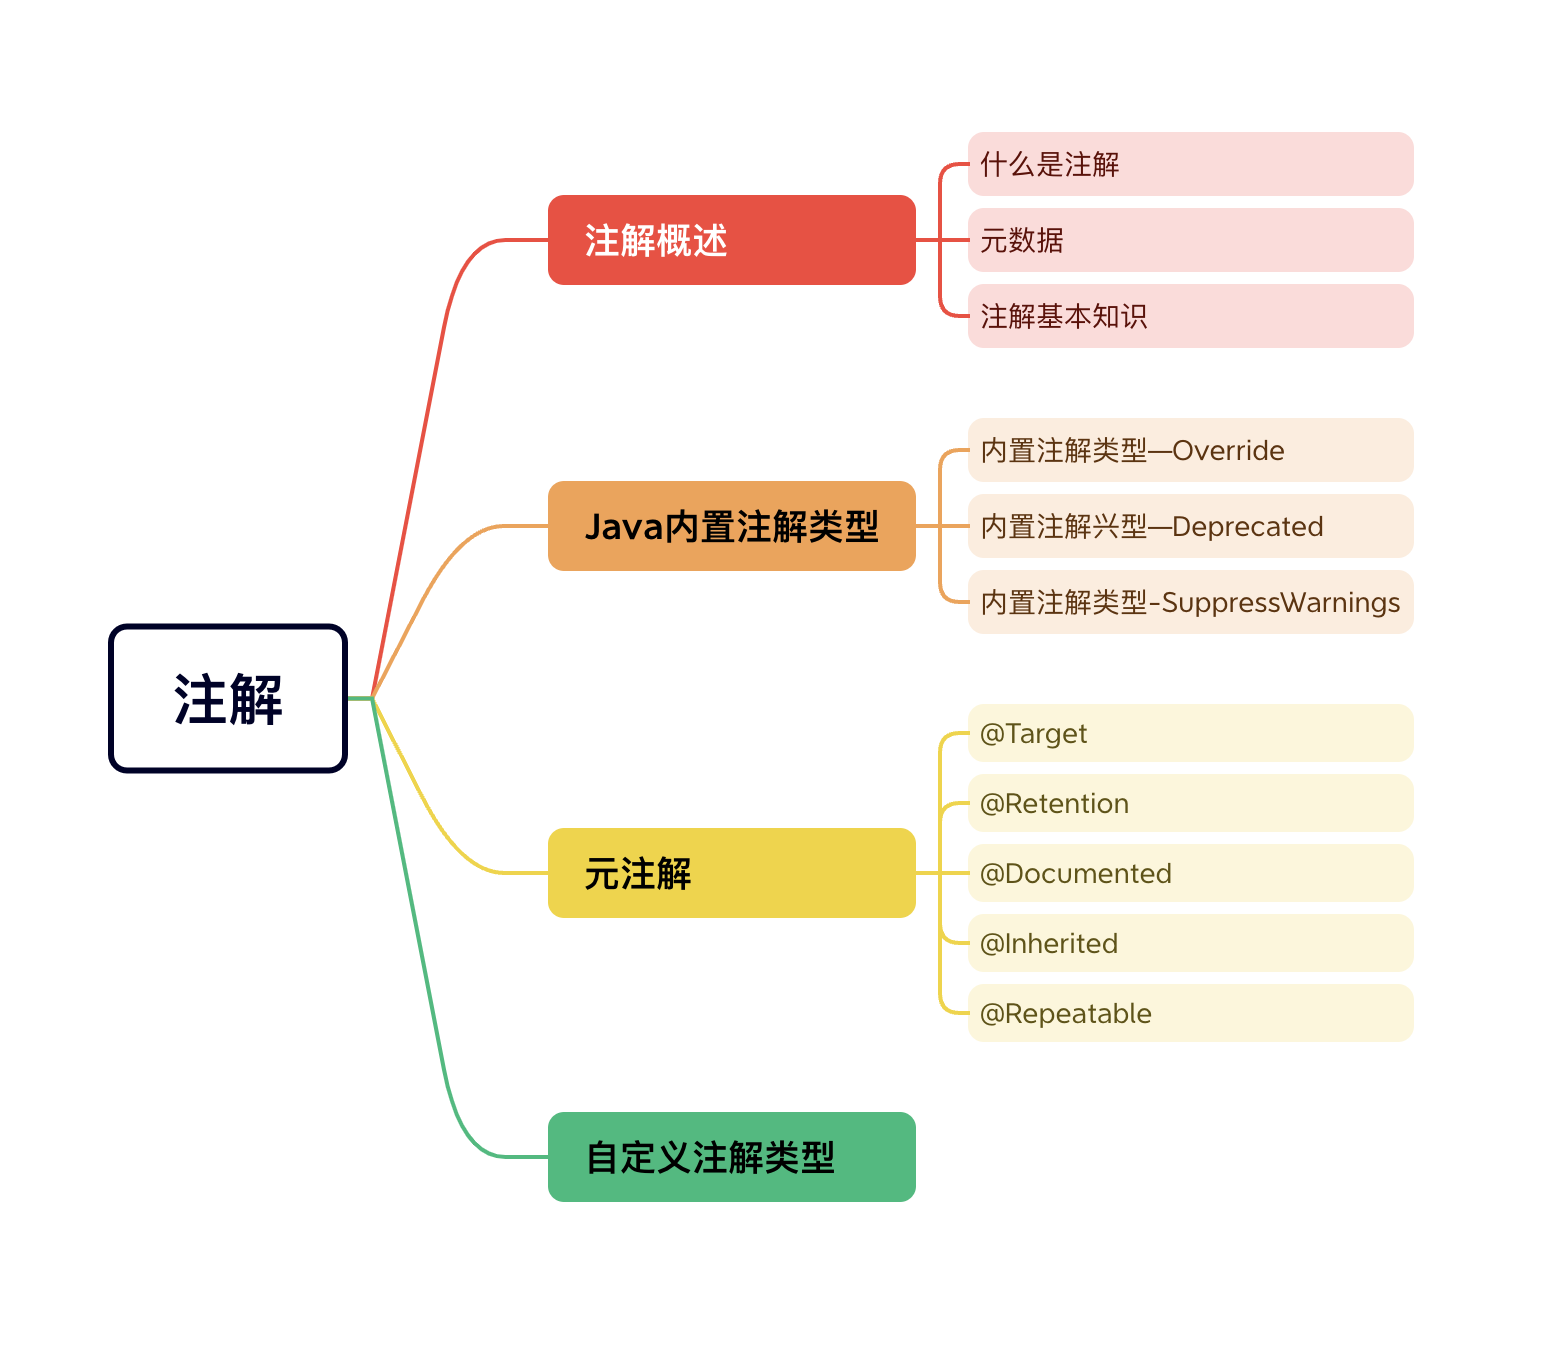 注解
注解概述
什么是注解
元数据
注解基本知识
Java内置注解类型
内置注解类型—Override
内置注解兴型—Deprecated
内置注解类型-SuppressWarnings
元注解
@Target
@Retention
@Documented
@Inherited
@Repeatable
自定义注解类型